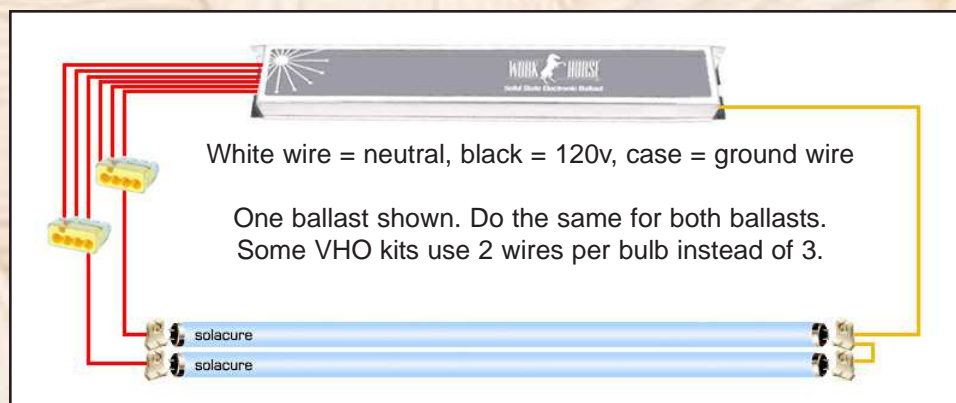 WORK HORSE
Solid State Electronic Ballast
White wire = neutral, black = 120v, case = ground wire
One ballast shown. Do the same for both ballasts.
Some VHO kits use 2 wires per bulb instead of 3.
solacure
solacure